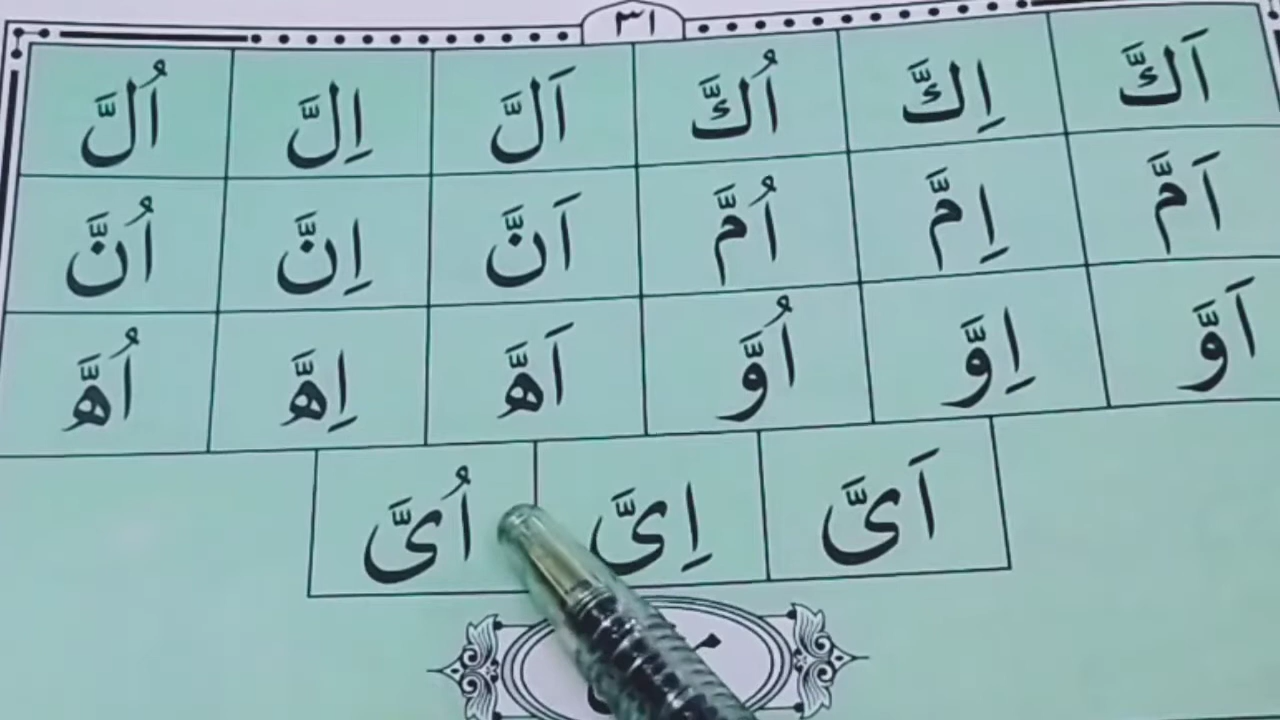 ٣١
اَكَّ اِكَّ اُكَّ اَلَّ اِلَّ اُلَّ
اَمَّ اِمَّ اُمَّ اَنَّ اِنَّ اُنَّ
اَوَّ اِوَّ اُوَّ اَهَّ اِهَّ اُهَّ
اَىَّ اِىَّ اُىَّ